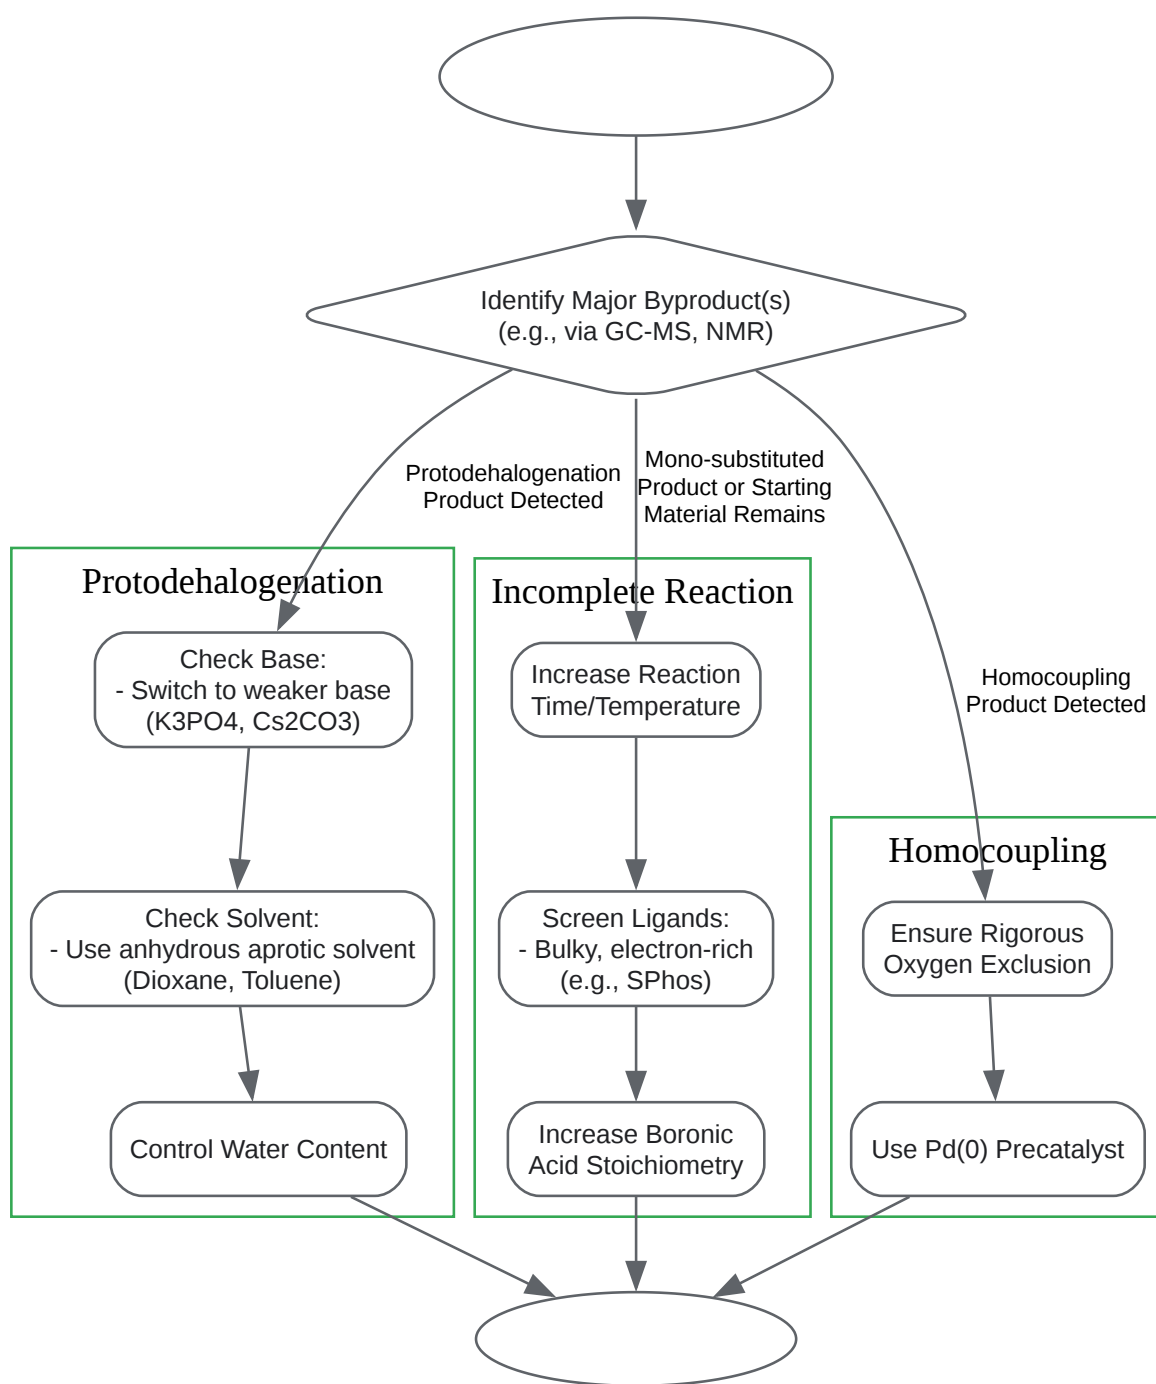 Identify Major Byproduct(s)
(e.g., via GC-MS, NMR)
Protodehalogenation
Product Detected
Mono-substituted
Product or Starting
Material Remains
Homocoupling
Product Detected
Protodehalogenation
Check Base:
- Switch to weaker base
(K3PO4, Cs2CO3)
Check Solvent:
- Use anhydrous aprotic solvent
(Dioxane, Toluene)
Control Water Content
Incomplete Reaction
Increase Reaction
Time/Temperature
Screen Ligands:
- Bulky, electron-rich
(e.g., SPhos)
Increase Boronic
Acid Stoichiometry
Homocoupling
Ensure Rigorous
Oxygen Exclusion
Use Pd(0) Precatalyst